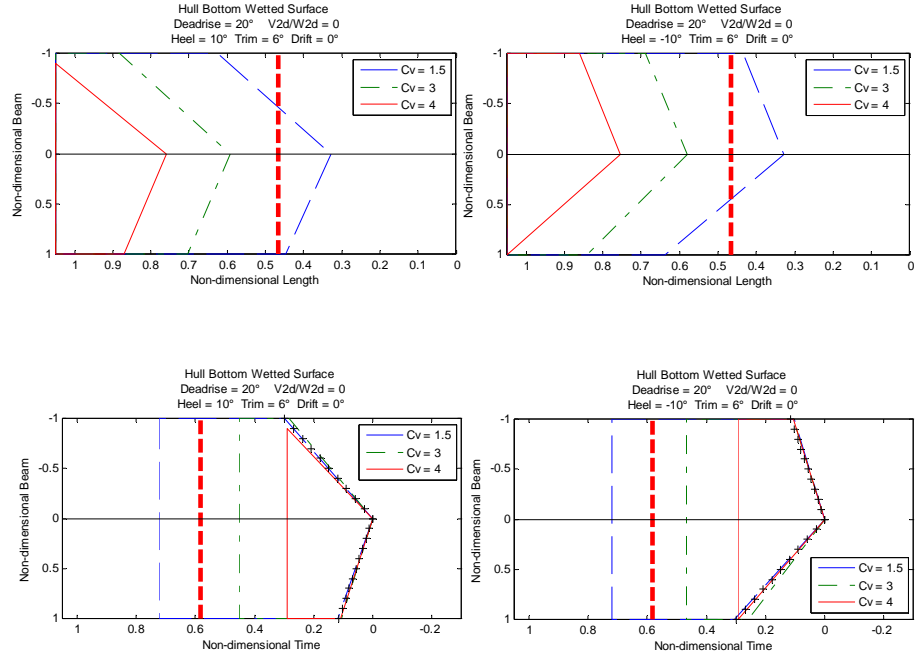 Hull Bottom Wetted Surface
Deadrise = 20° V2d/W2d = 0
Heel = 10° Trim = 6° Drift = 0°
-1
-0.5
0
0.5
1
Non-dimensional Beam
Cv = 1.5
Cv = 3
Cv = 4
1 0.9 0.8 0.7 0.6 0.5 0.4 0.3 0.2 0.1 0
Non-dimensional Length
Hull Bottom Wetted Surface
Deadrise = 20° V2d/W2d = 0
Heel = -10° Trim = 6° Drift = 0°
-1
-0.5
0
0.5
1
Non-dimensional Beam
Cv = 1.5
Cv = 3
Cv = 4
1 0.9 0.8 0.7 0.6 0.5 0.4 0.3 0.2 0.1 0
Non-dimensional Length
Hull Bottom Wetted Surface
Deadrise = 20° V2d/W2d = 0
Heel = 10° Trim = 6° Drift = 0°
-1
-0.5
0
0.5
1
Non-dimensional Beam
Cv = 1.5
Cv = 3
Cv = 4
1 0.8 0.6 0.4 0.2 0 -0.2
Non-dimensional Time
Hull Bottom Wetted Surface
Deadrise = 20° V2d/W2d = 0
Heel = -10° Trim = 6° Drift = 0°
-1
-0.5
0
0.5
1
Non-dimensional Beam
Cv = 1.5
Cv = 3
Cv = 4
1 0.8 0.6 0.4 0.2 0 -0.2
Non-dimensional Time